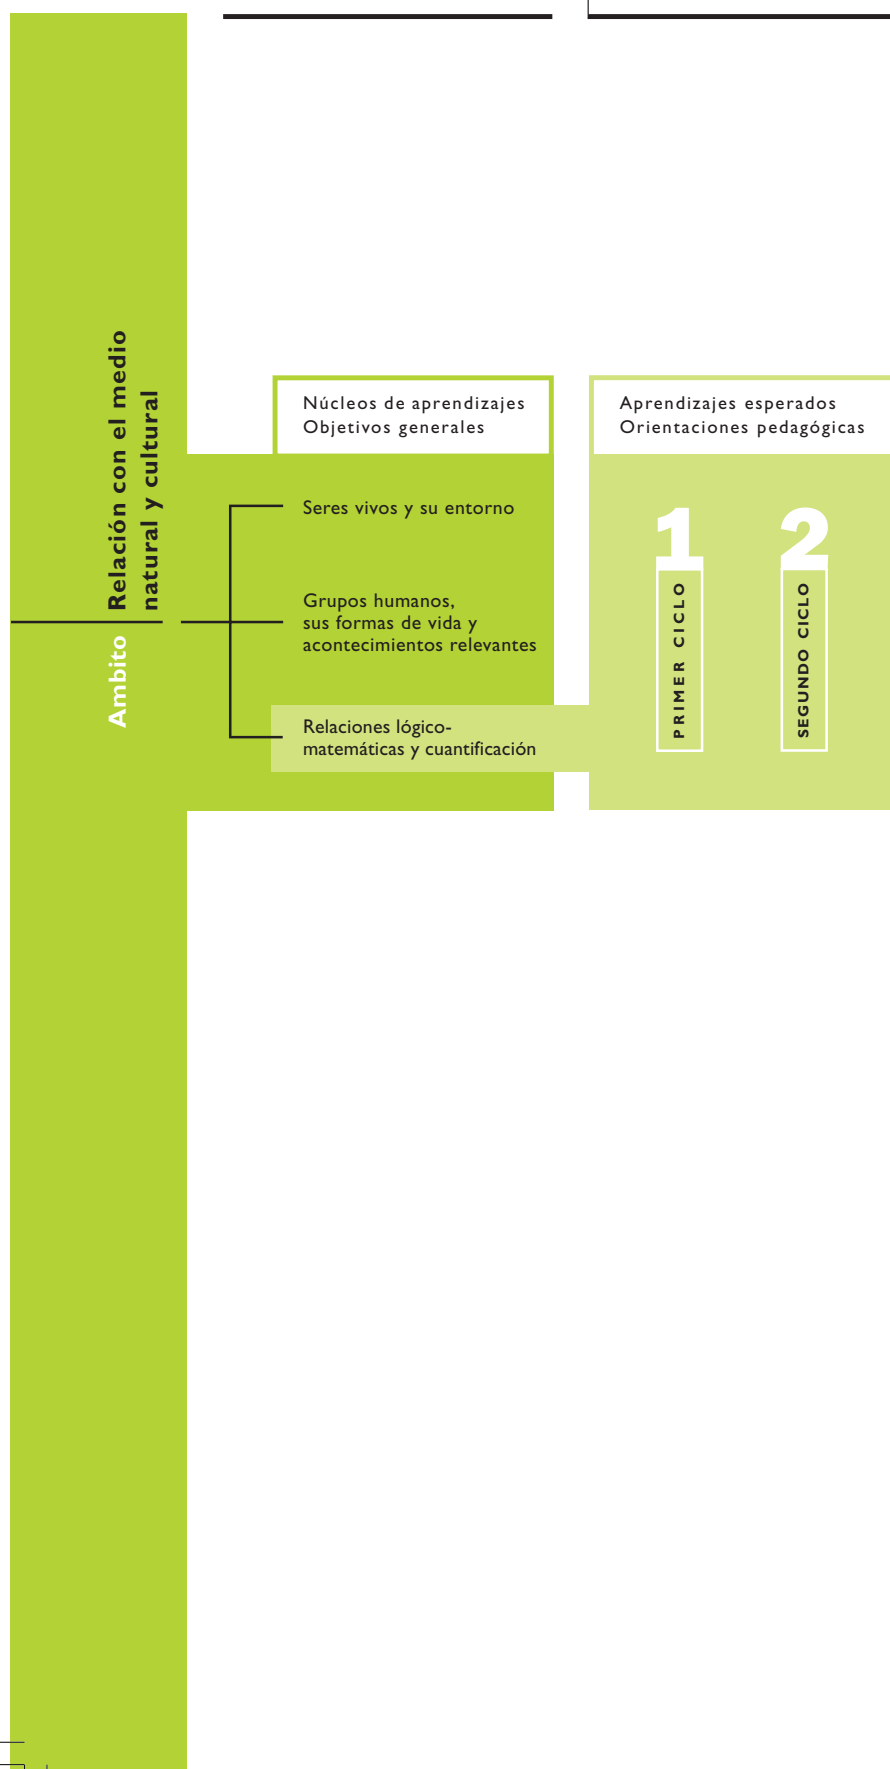 Ambito Relación con el medio
natural y cultural
Núcleos de aprendizajes
Objetivos generales
Seres vivos y su entorno
Grupos humanos,
sus formas de vida y
acontecimientos relevantes
Relaciones lógico-
matemáticas y cuantificación
Aprendizajes esperados
Orientaciones pedagógicas
1
PRIMER CICLO
2
SEGUNDO CICLO